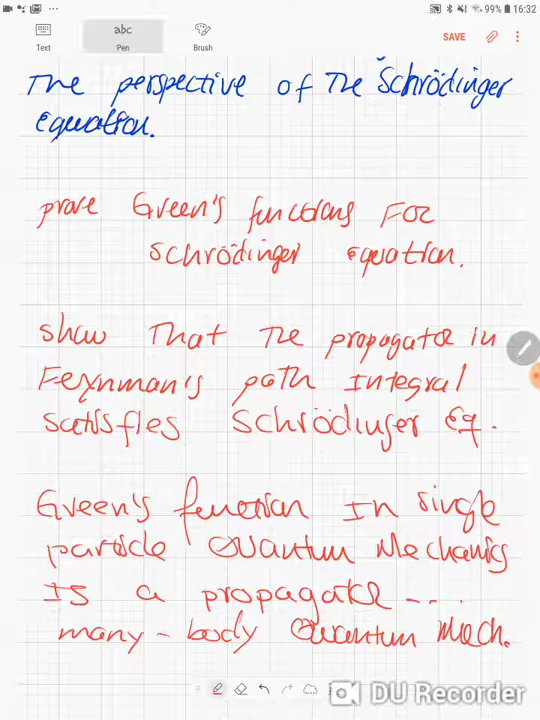 99% 16:32
Text
abc
Pen
Brush
SAVE
The perspective of The Schrödinger
Equation.
prove Green's functions For
Schrödinger Equation.
show That The propagator in
Feynman's path Integral
satisfies Schrödinger Eq.
Green's function In single
particle Quantum Mechanics
Is a propagator ....
many-body Quantum Mech.
DU Recorder